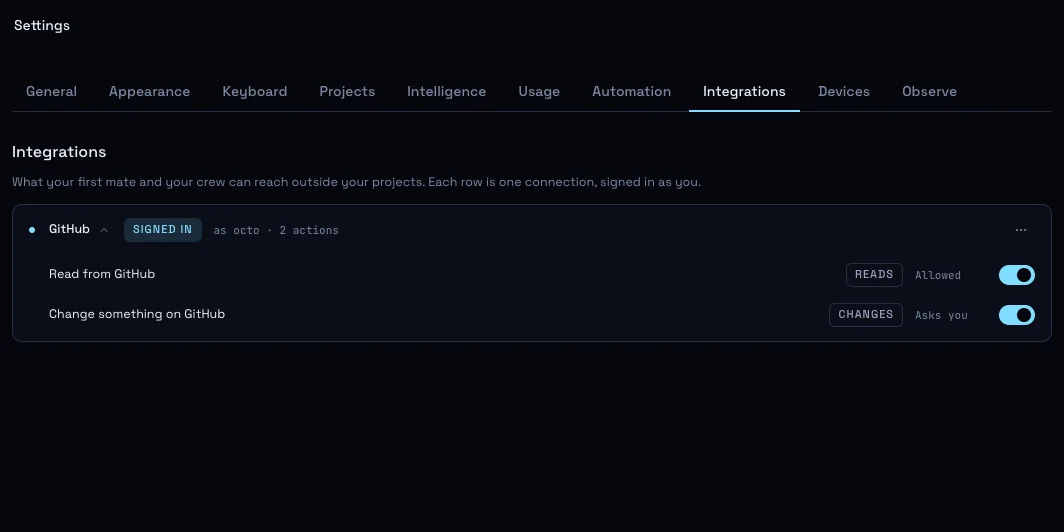 Settings
General Appearance Keyboard Projects Intelligence Usage Automation Integrations Devices Observe
Integrations
What your first mate and your crew can reach outside your projects. Each row is one connection, signed in as you.
GitHub SIGNED IN as octo · 2 actions ...
Read from GitHub READS Allowed
Change something on GitHub CHANGES Asks you